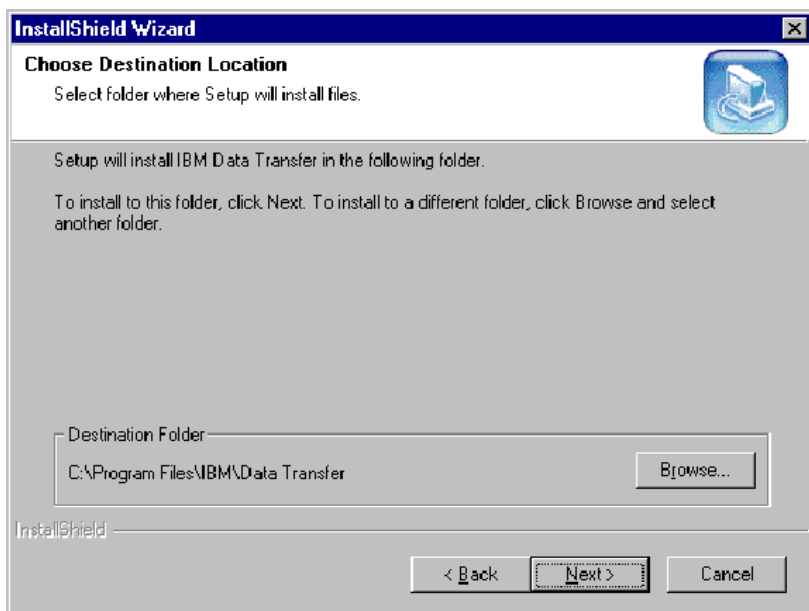 InstallShield Wizard
Choose Destination Location
Select folder where Setup will install files.
Setup will install IBM Data Transfer in the following folder.
To install to this folder, click Next. To install to a different folder, click Browse and select
another folder.
Destination Folder
C:\Program Files\IBM\Data Transfer
Browse...
InstallShield
< Back
Next >
Cancel